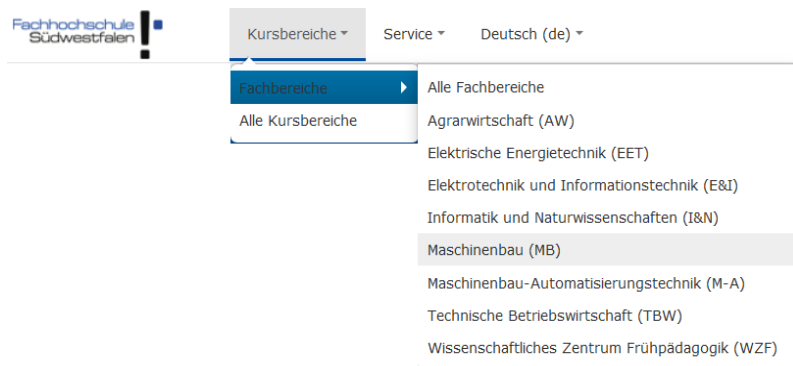 Fachhochschule
Südwestfalen
Kursbereiche Service Deutsch (de)
Fachbereiche
Alle Kursbereiche
Alle Fachbereiche
Agrarwirtschaft (AW)
Elektrische Energietechnik (EET)
Elektrotechnik und Informationstechnik (E&I)
Informatik und Naturwissenschaften (I&N)
Maschinenbau (MB)
Maschinenbau-Automatisierungstechnik (M-A)
Technische Betriebswirtschaft (TBW)
Wissenschaftliches Zentrum Frühpädagogik (WZF)